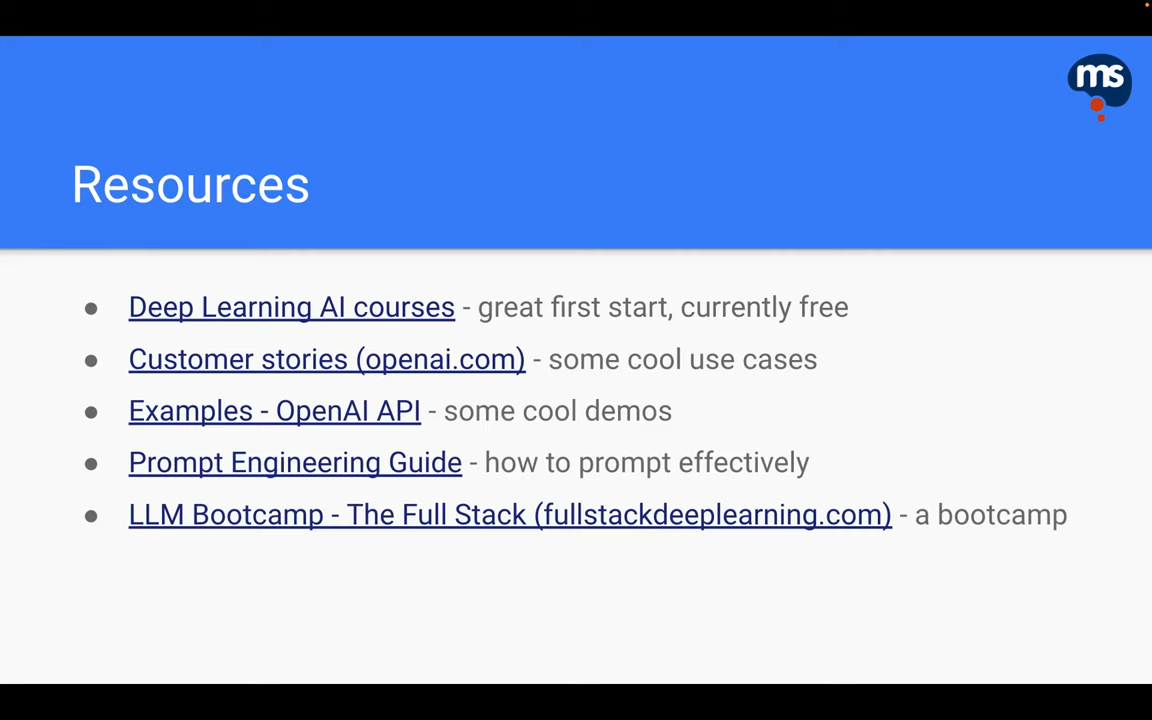 ms
Resources
● Deep Learning AI courses - great first start, currently free
● Customer stories (openai.com) - some cool use cases
● Examples - OpenAI API - some cool demos
● Prompt Engineering Guide - how to prompt effectively
● LLM Bootcamp - The Full Stack (fullstackdeeplearning.com) - a bootcamp